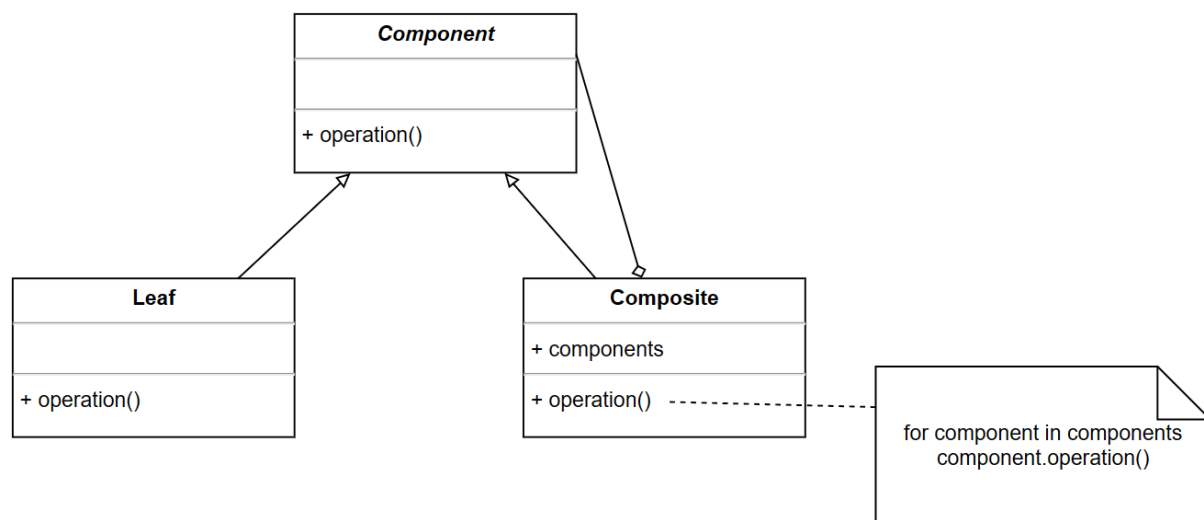 Component
+ operation()
Leaf
+ operation()
Composite
+ components
+ operation()
for component in components
component.operation()